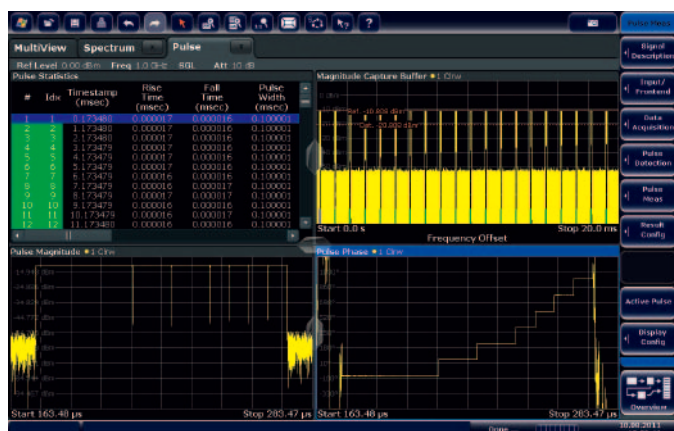 MultiView
Spectrum
Pulse
Ref Level 0.00 dBm Freq 1.0 GHz SGL Att 10 dB
Pulse Statistics
# Idx Timestamp (msec) Rise Time (msec) Fall Time (msec) Pulse Width (msec)
1 1 0.173480 0.000017 0.000016 0.100001
2 2 1.173480 0.000017 0.000016 0.100001
3 3 2.173480 0.000017 0.000016 0.100001
4 4 3.173479 0.000017 0.000016 0.100001
5 5 4.173479 0.000016 0.000016 0.100001
6 6 5.173479 0.000017 0.000016 0.100001
7 7 6.173479 0.000016 0.000016 0.100001
8 8 7.173479 0.000016 0.000017 0.100001
9 9 8.173479 0.000016 0.000017 0.100001
10 10 9.173479 0.000016 0.000016 0.100001
11 11 10.173479 0.000016 0.000017 0.100001
12 12 11.173480 0.000016 0.000016 0.100001
Magnitude Capture Buffer 1 Clrw
Start 0.0 s
Stop 20.0 ms
Frequency Offset
Pulse Magnitude 1 Clrw
Start 163.48 µs
Stop 283.47 µs
Pulse Phase 1 Clrw
Start 163.48 µs
Stop 283.47 µs
Pulse Meas
Signal Description
Input/ Frontend
Data Acquisition
Pulse Detection
Pulse Meas
Result Config
Active Pulse
Display Config
Overview
Done
10.08.2011